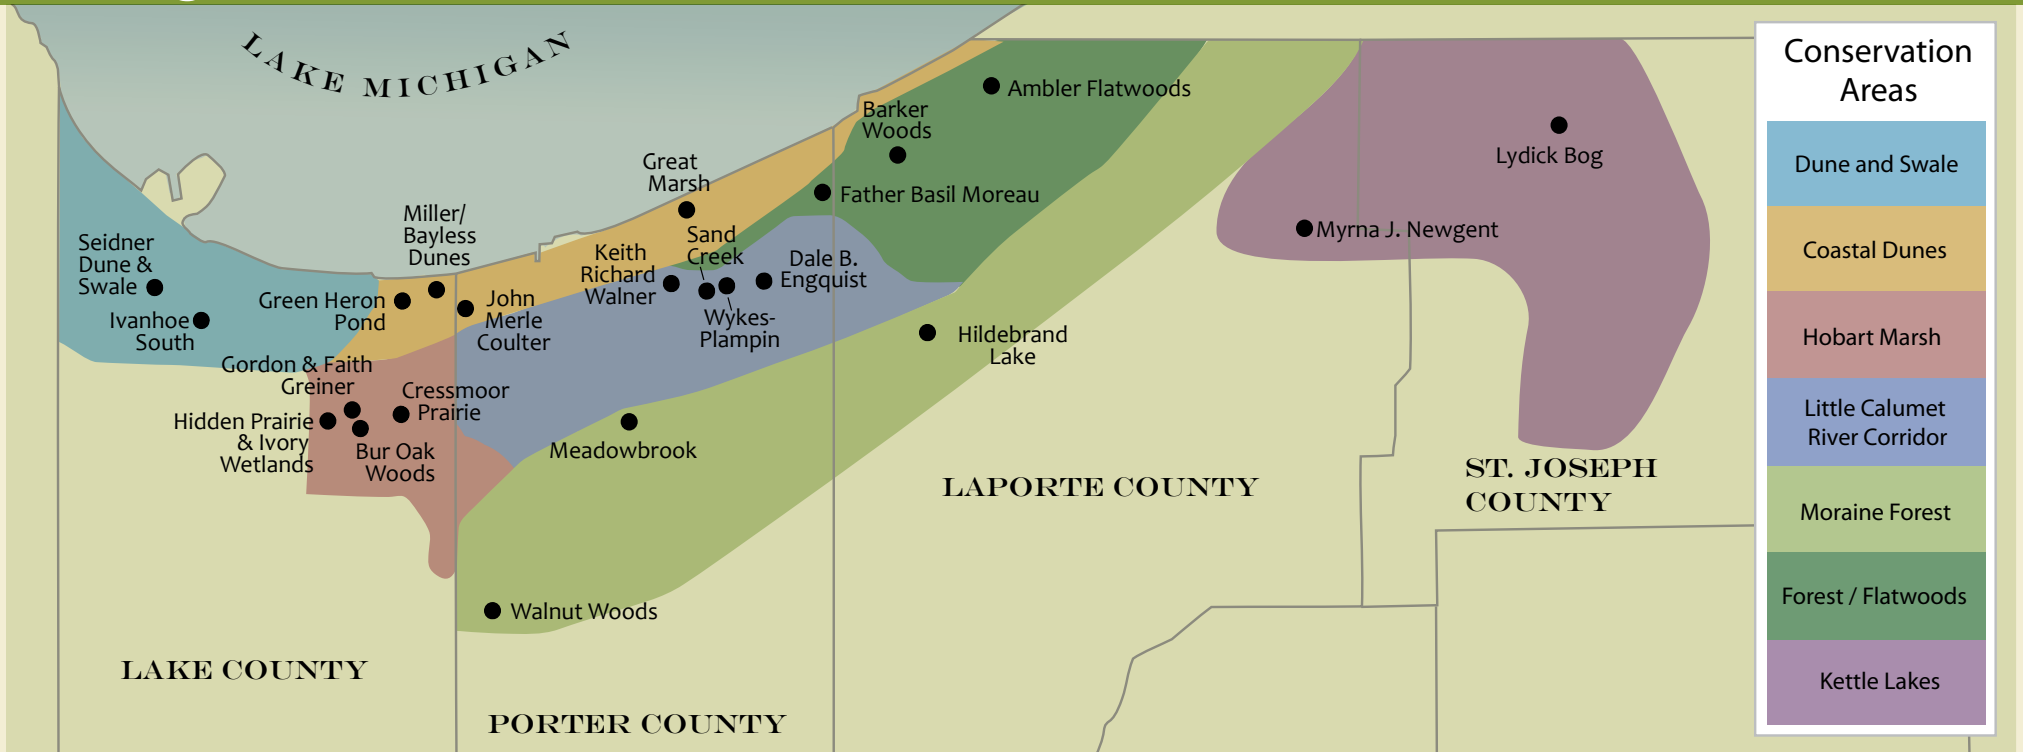 LAKE MICHIGAN
Ambler Flatwoods
Barker
Woods
Lydick Bog
Great
Marsh
Father Basil Moreau
Miller/
Bayless
Dunes
Myrna J. Newgent
Seidner
Dune &
Swale
Keith
Richard
Walner
Sand
Creek
Dale B.
Engquist
Green Heron
Pond
John
Merle
Coulter
Ivanhoe
South
Wykes-
Plampin
Hildebrand
Lake
Gordon & Faith
Greiner
Cressmoor
Prairie
Hidden Prairie
& Ivory
Wetlands
Bur Oak
Woods
Meadowbrook
Walnut Woods
LAKE COUNTY
PORTER COUNTY
LAPORTE COUNTY
ST. JOSEPH
COUNTY
Conservation
Areas
Dune and Swale
Coastal Dunes
Hobart Marsh
Little Calumet
River Corridor
Moraine Forest
Forest / Flatwoods
Kettle Lakes